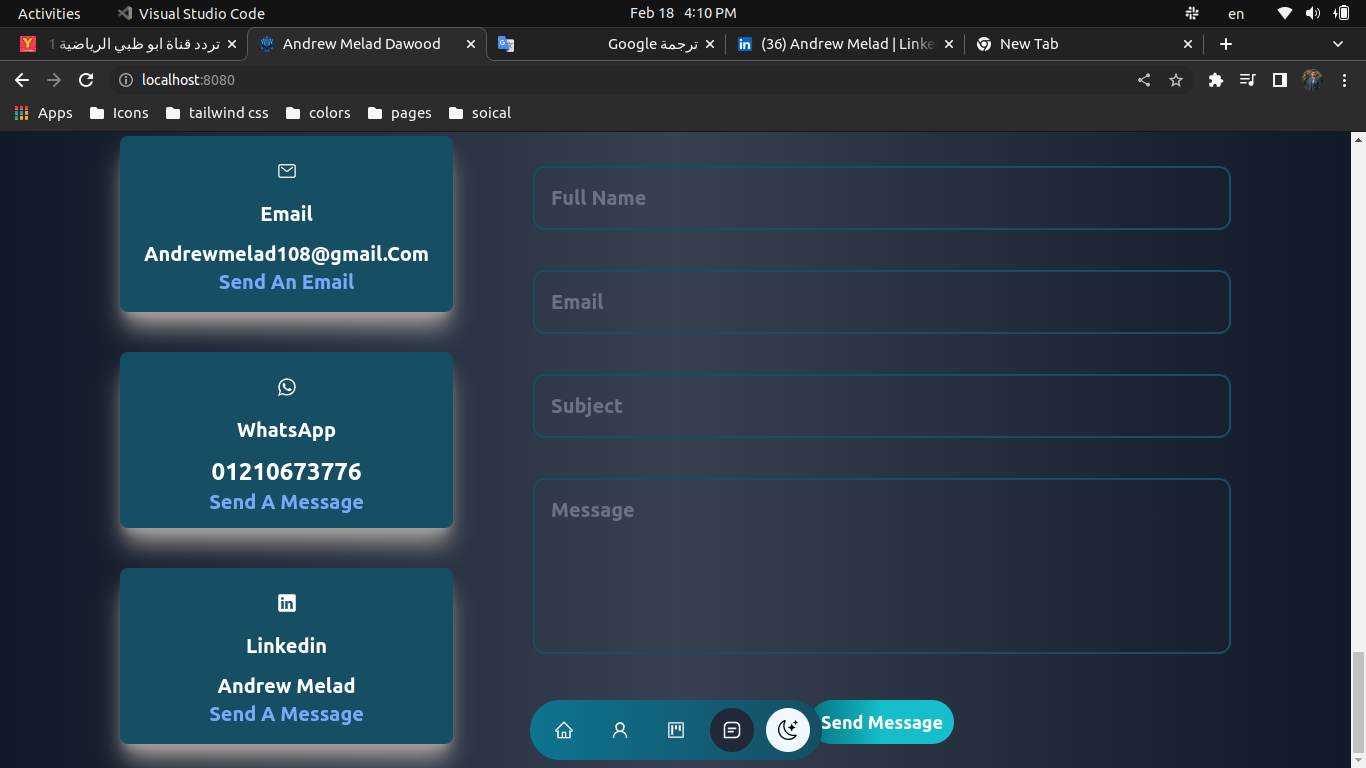 Activities
Visual Studio Code
Feb 18 4:10 PM
en
تردد قناة ابو ظبي الرياضية 1
Andrew Melad Dawood
ترجمة Google
(36) Andrew Melad | Linke
New Tab
localhost:8080
Apps
Icons
tailwind css
colors
pages
soical
Email
Andrewmelad108@gmail.Com
Send An Email
WhatsApp
01210673776
Send A Message
Linkedin
Andrew Melad
Send A Message
Full Name
Email
Subject
Message
Send Message